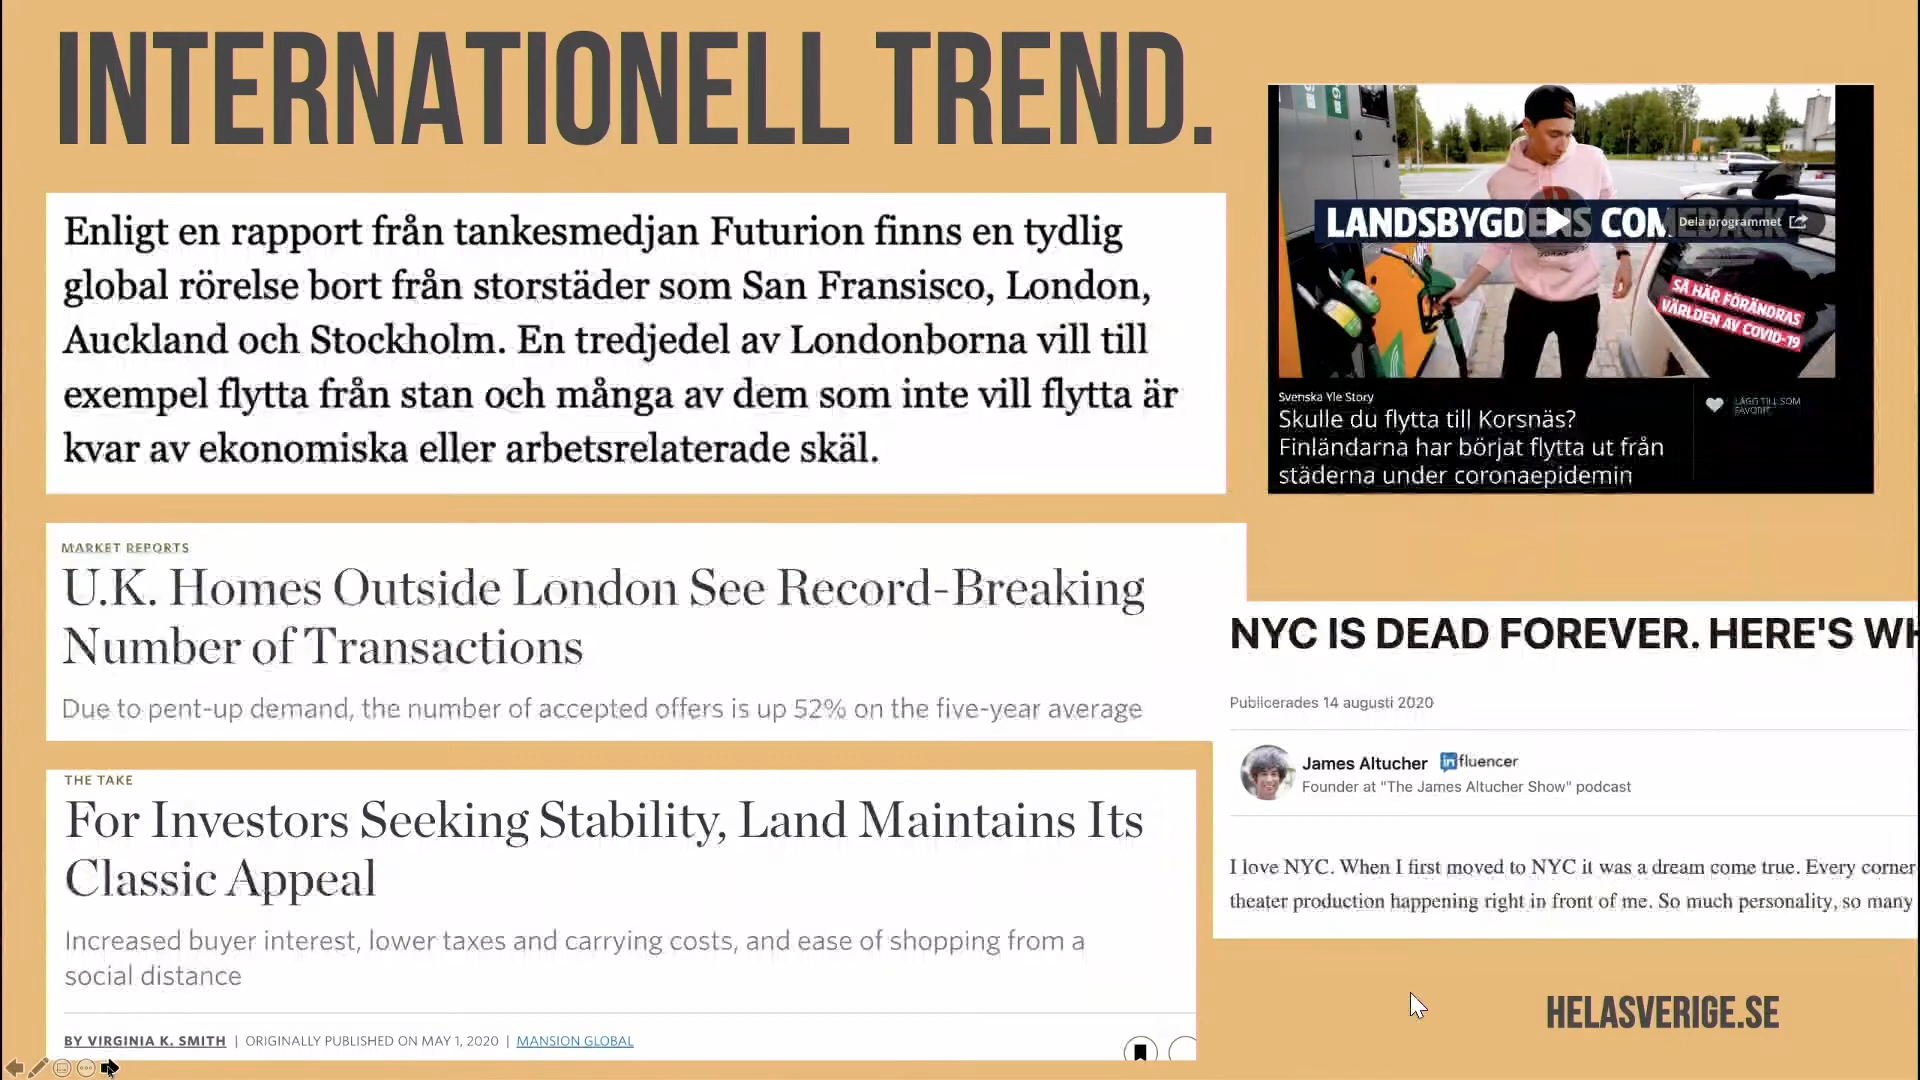 INTERNATIONELL TREND.
Enligt en rapport från tankesmedjan Futurion finns en tydlig
global rörelse bort från storstäder som San Fransisco, London,
Auckland och Stockholm. En tredjedel av Londonborna vill till
exempel flytta från stan och många av dem som inte vill flytta är
kvar av ekonomiska eller arbetsrelaterade skäl.
LANDSBYGDENS COMEBACK
Dela programmet
SÅ HÄR FÖRÄNDRAS
VÄRLDEN AV COVID-19
Svenska Yle Story
Skulle du flytta till Korsnäs?
Finländarna har börjat flytta ut från
städerna under coronaepidemin
LÄGG TILL SOM
FAVORIT
MARKET REPORTS
U.K. Homes Outside London See Record-Breaking
Number of Transactions
Due to pent-up demand, the number of accepted offers is up 52% on the five-year average
THE TAKE
For Investors Seeking Stability, Land Maintains Its
Classic Appeal
Increased buyer interest, lower taxes and carrying costs, and ease of shopping from a
social distance
BY VIRGINIA K. SMITH | ORIGINALLY PUBLISHED ON MAY 1, 2020 | MANSION GLOBAL
NYC IS DEAD FOREVER. HERE'S WH
Publicerades 14 augusti 2020
James Altucher influencer
Founder at "The James Altucher Show" podcast
I love NYC. When I first moved to NYC it was a dream come true. Every corner
theater production happening right in front of me. So much personality, so many
HELASVERIGE.SE